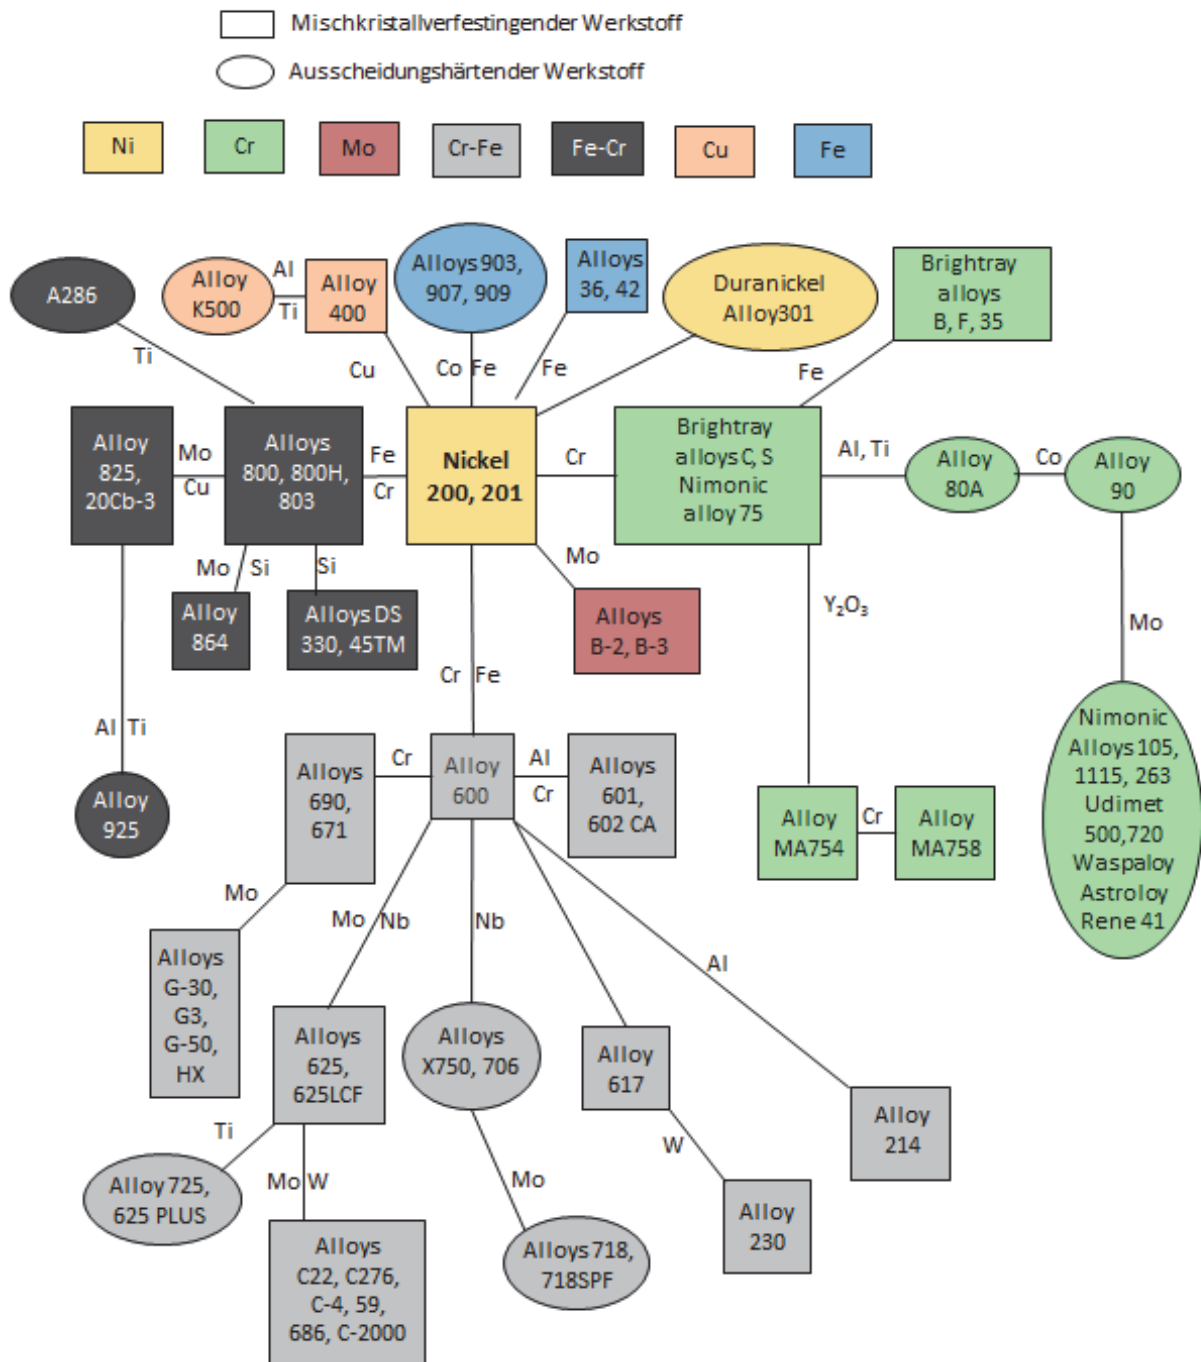 Mischkristallverfestingender Werkstoff
Ausscheidungshärtender Werkstoff
Ni
Cr
Mo
Cr-Fe
Fe-Cr
Cu
Fe
A286
Ti
Alloy
K500
Al
Ti
Alloy
400
Cu
Alloys 903,
907, 909
Co Fe
Alloys
36, 42
Fe
Duranickel
Alloy301
Brightray
alloys
B, F, 35
Fe
Alloy
825,
20Cb-3
Mo
Cu
Alloys
800, 800H,
803
Fe
Cr
Nickel
200, 201
Cr
Brightray
alloys C, S
Nimonic
alloy 75
Al, Ti
Alloy
80A
Co
Alloy
90
Mo Si
Si
Alloy
864
Alloys DS
330, 45TM
Mo
Alloys
B-2, B-3
Y₂O₃
Mo
Al Ti
Alloy
925
Cr Fe
Alloys
690,
671
Cr
Alloy
600
Al
Cr
Alloys
601,
602 CA
Alloy
MA754
Cr
Alloy
MA758
Nimonic
Alloys 105,
1115, 263
Udimet
500,720
Waspaloy
Astroloy
Rene 41
Mo
Mo Nb
Nb
Al
Alloys
G-30,
G3,
G-50,
HX
Alloys
625,
625LCF
Alloys
X750, 706
Alloy
617
Alloy
214
Ti
Mo W
Mo
W
Alloy 725,
625 PLUS
Alloys
C22, C276,
C-4, 59,
686, C-2000
Alloys 718,
718SPF
Alloy
230